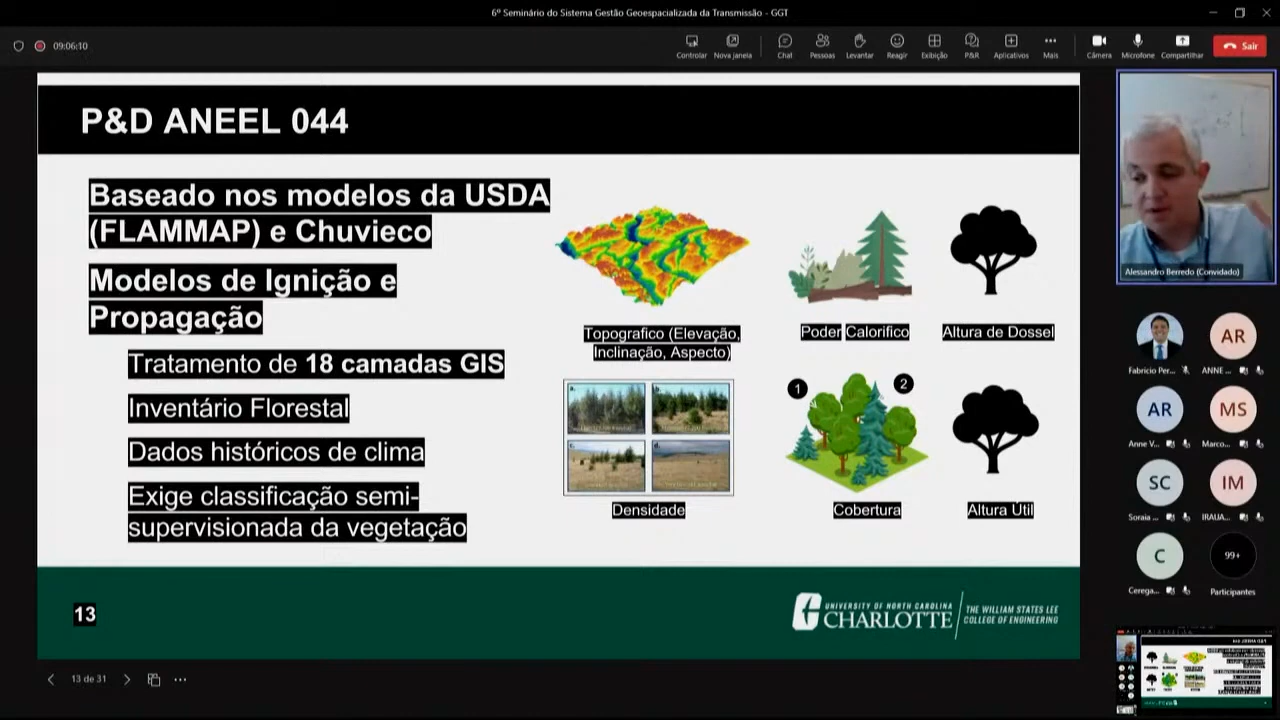 6º Seminário do Sistema Gestão Geoespacializada da Transmissão - GGT
09:06:10
Controlar
Nova janela
Chat
Pessoas
Levantar
Reagir
Exibição
P&R
Aplicativos
Mais
Câmera
Microfone
Compartilhar
Sair
P&D ANEEL 044
Baseado nos modelos da USDA
(FLAMMAP) e Chuvieco
Modelos de Ignição e
Propagação
Tratamento de 18 camadas GIS
Inventário Florestal
Dados históricos de clima
Exige classificação semi-
supervisionada da vegetação
Topografico (Elevação,
Inclinação, Aspecto)
Poder Calorifico
Altura de Dossel
1
2
Densidade
Cobertura
Altura Útil
13
UNIVERSITY OF NORTH CAROLINA
CHARLOTTE
THE WILLIAM STATES LEE
COLLEGE OF ENGINEERING
13 de 31
Alessandro Berredo (Convidado)
Fabricio Per...
AR
ANNE ...
AR
Anne V...
MS
Marco...
SC
Soraia ...
IM
IRAJA...
C
Cerega...
99+
Participantes